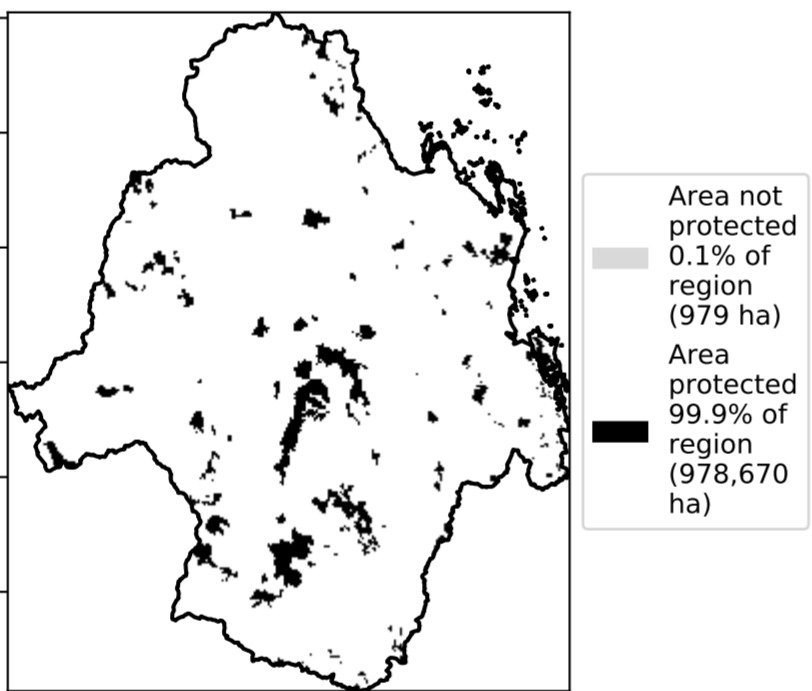 Area not
protected
0.1% of
region
(979 ha)
Area
protected
99.9% of
region
(978,670
ha)